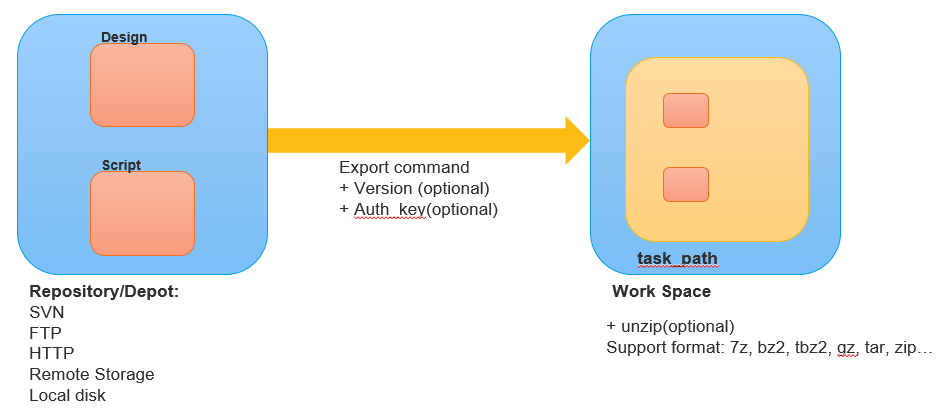 Design
Script
Export command
+ Version (optional)
+ Auth_key(optional)
task_path
Repository/Depot:
SVN
FTP
HTTP
Remote Storage
Local disk
Work Space
+ unzip(optional)
Support format: 7z, bz2, tbz2, gz, tar, zip…